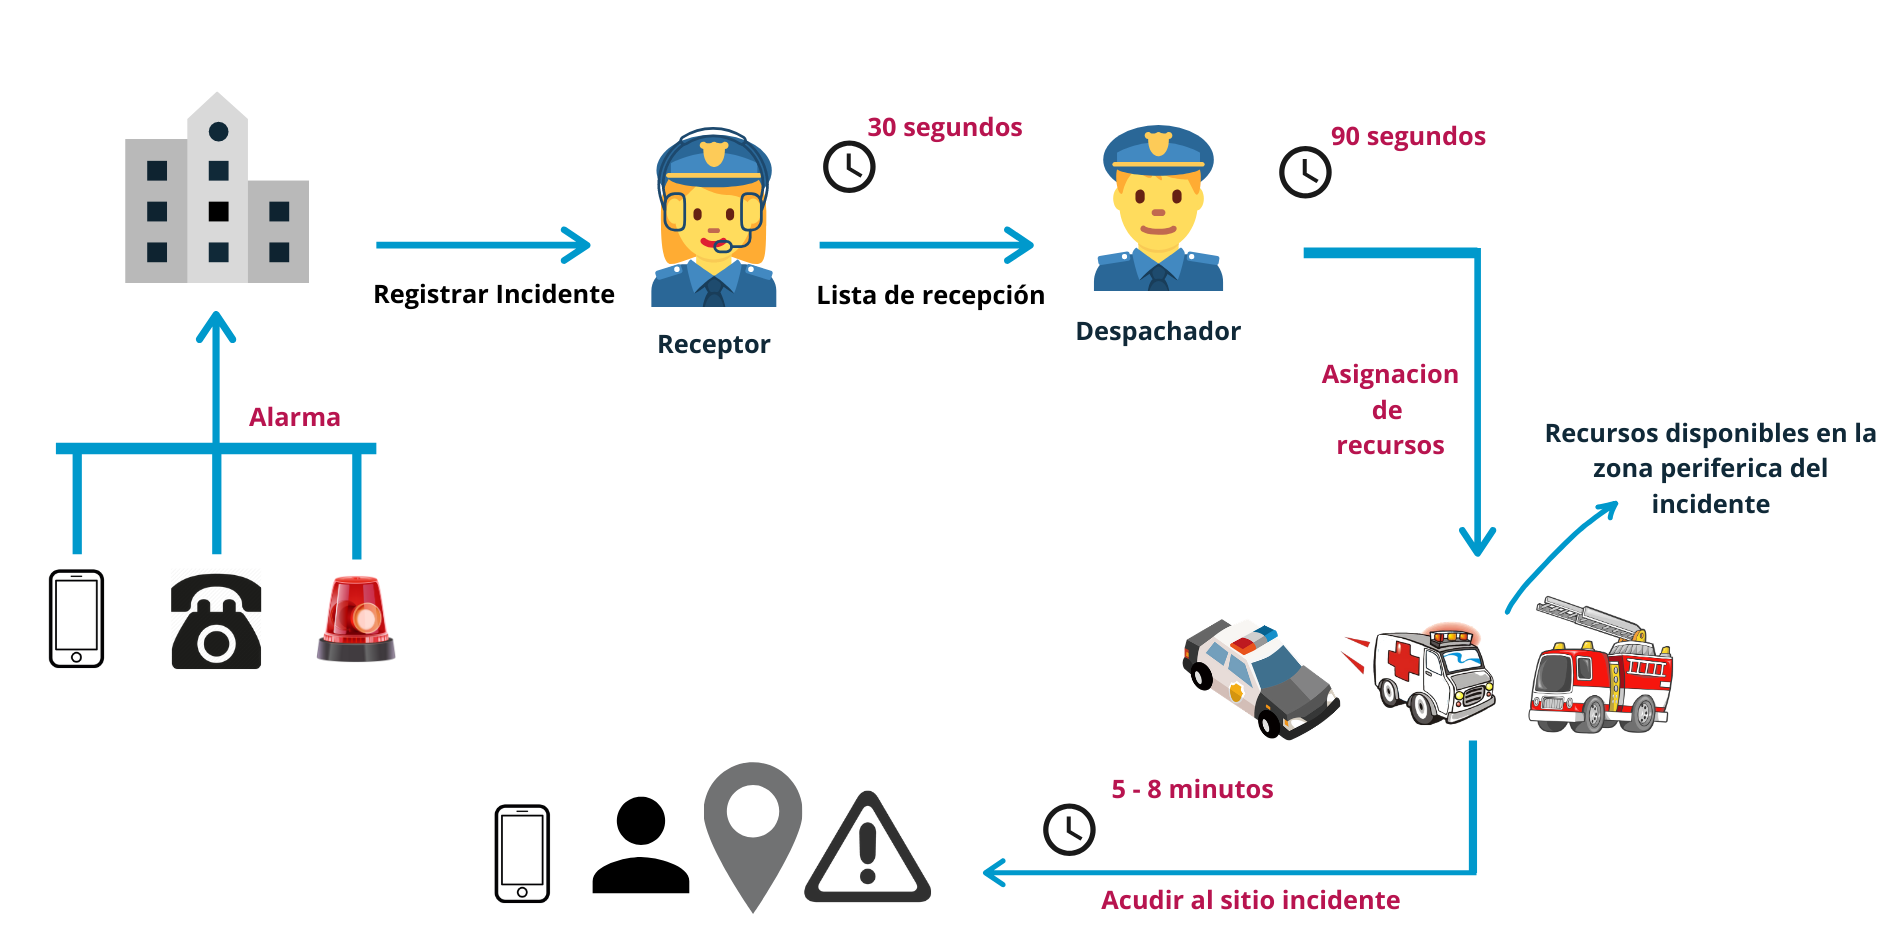 30 segundos
90 segundos
Registrar Incidente
Lista de recepción
Receptor
Despachador
Alarma
Asignacion
de
recursos
Recursos disponibles en la
zona periferica del
incidente
5 - 8 minutos
Acudir al sitio incidente